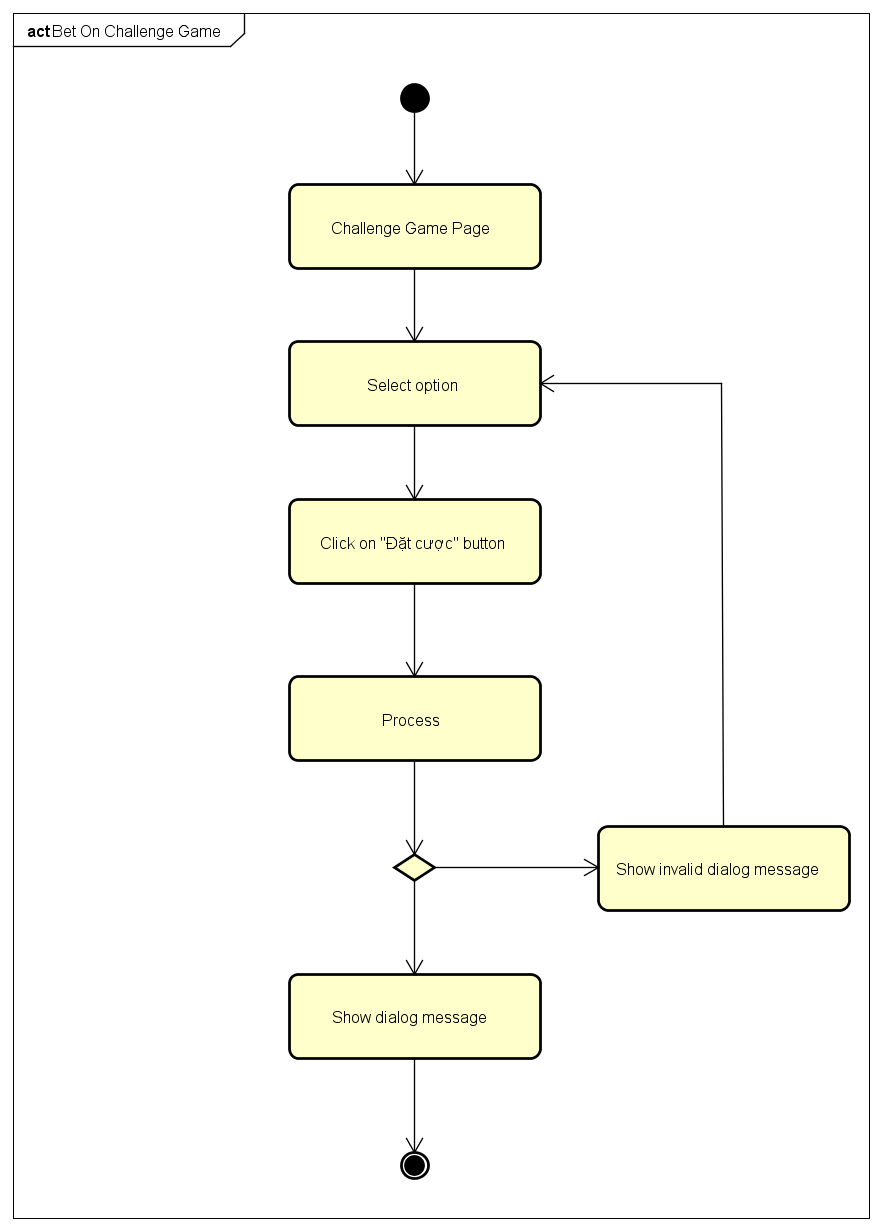 act Bet On Challenge Game
Challenge Game Page
Select option
Click on "Đặt cược" button
Process
Show invalid dialog message
Show dialog message